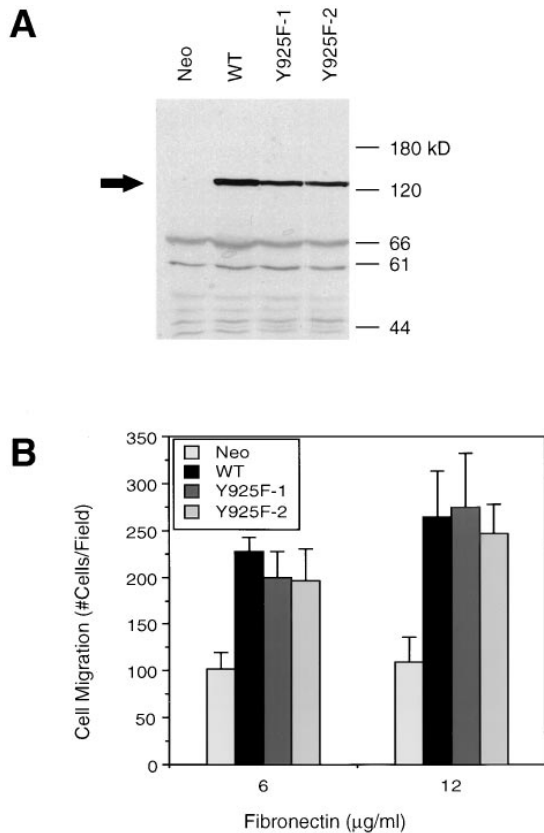 A
Neo
WT
Y925F-1
Y925F-2
180 kD
120
66
61
44
B
350
300
250
200
150
100
50
0
Neo
WT
Y925F-1
Y925F-2
Cell Migration (#Cells/Field)
6
12
Fibronectin (µg/ml)